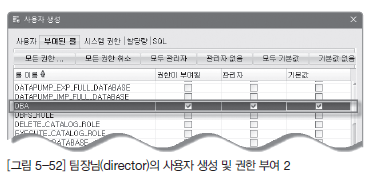 사용자 생성
사용자 부여된 롤 시스템 권한 할당량 SQL
모든 권한 ... 모든 권한 취소 모두 관리자 관리자 없음 모두 기본값 기본값 없음
롤 이름 권한이 부여됨 관리자 기본값
DATAPUMP_EXP_FULL_DATABASE
DATAPUMP_IMP_FULL_DATABASE
DBA
DBFS_ROLE
DELETE_CATALOG_ROLE
EXECUTE_CATALOG_ROLE
[그림 5-52] 팀장님(director)의 사용자 생성 및 권한 부여 2